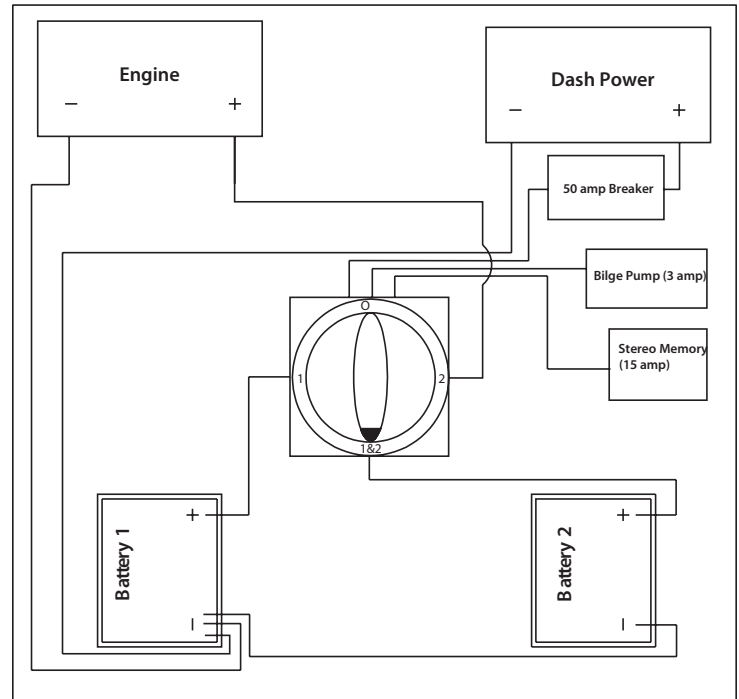 Engine
− +
Dash Power
− +
50 amp Breaker
Bilge Pump (3 amp)
Stereo Memory
(15 amp)
O
1
2
1&2
+
Battery 1
−
+
Battery 2
−